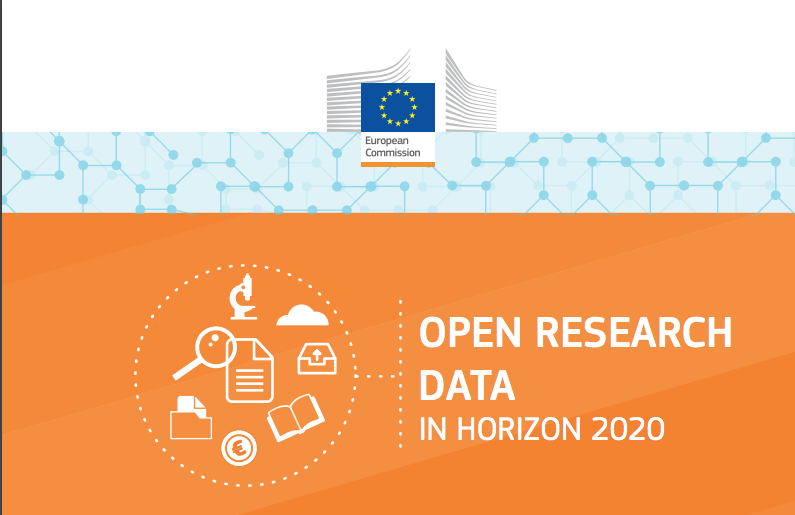 European
Commission
OPEN RESEARCH
DATA
IN HORIZON 2020